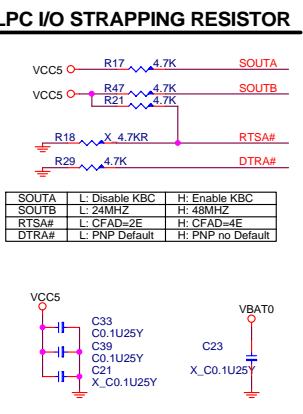 LPC I/O STRAPPING RESISTOR
VCC5 R17 4.7K SOUTA
VCC5 R47 4.7K SOUTB
R21 4.7K
R18 X_4.7KR RTSA#
R29 4.7K DTRA#
SOUTA L: Disable KBC H: Enable KBC
SOUTB L: 24MHZ H: 48MHZ
RTSA# L: CFAD=2E H: CFAD=4E
DTRA# L: PNP Default H: PNP no Default
VCC5
C33
C0.1U25Y
C39
C0.1U25Y
C21
X_C0.1U25Y
VBAT0
C23
X_C0.1U25Y